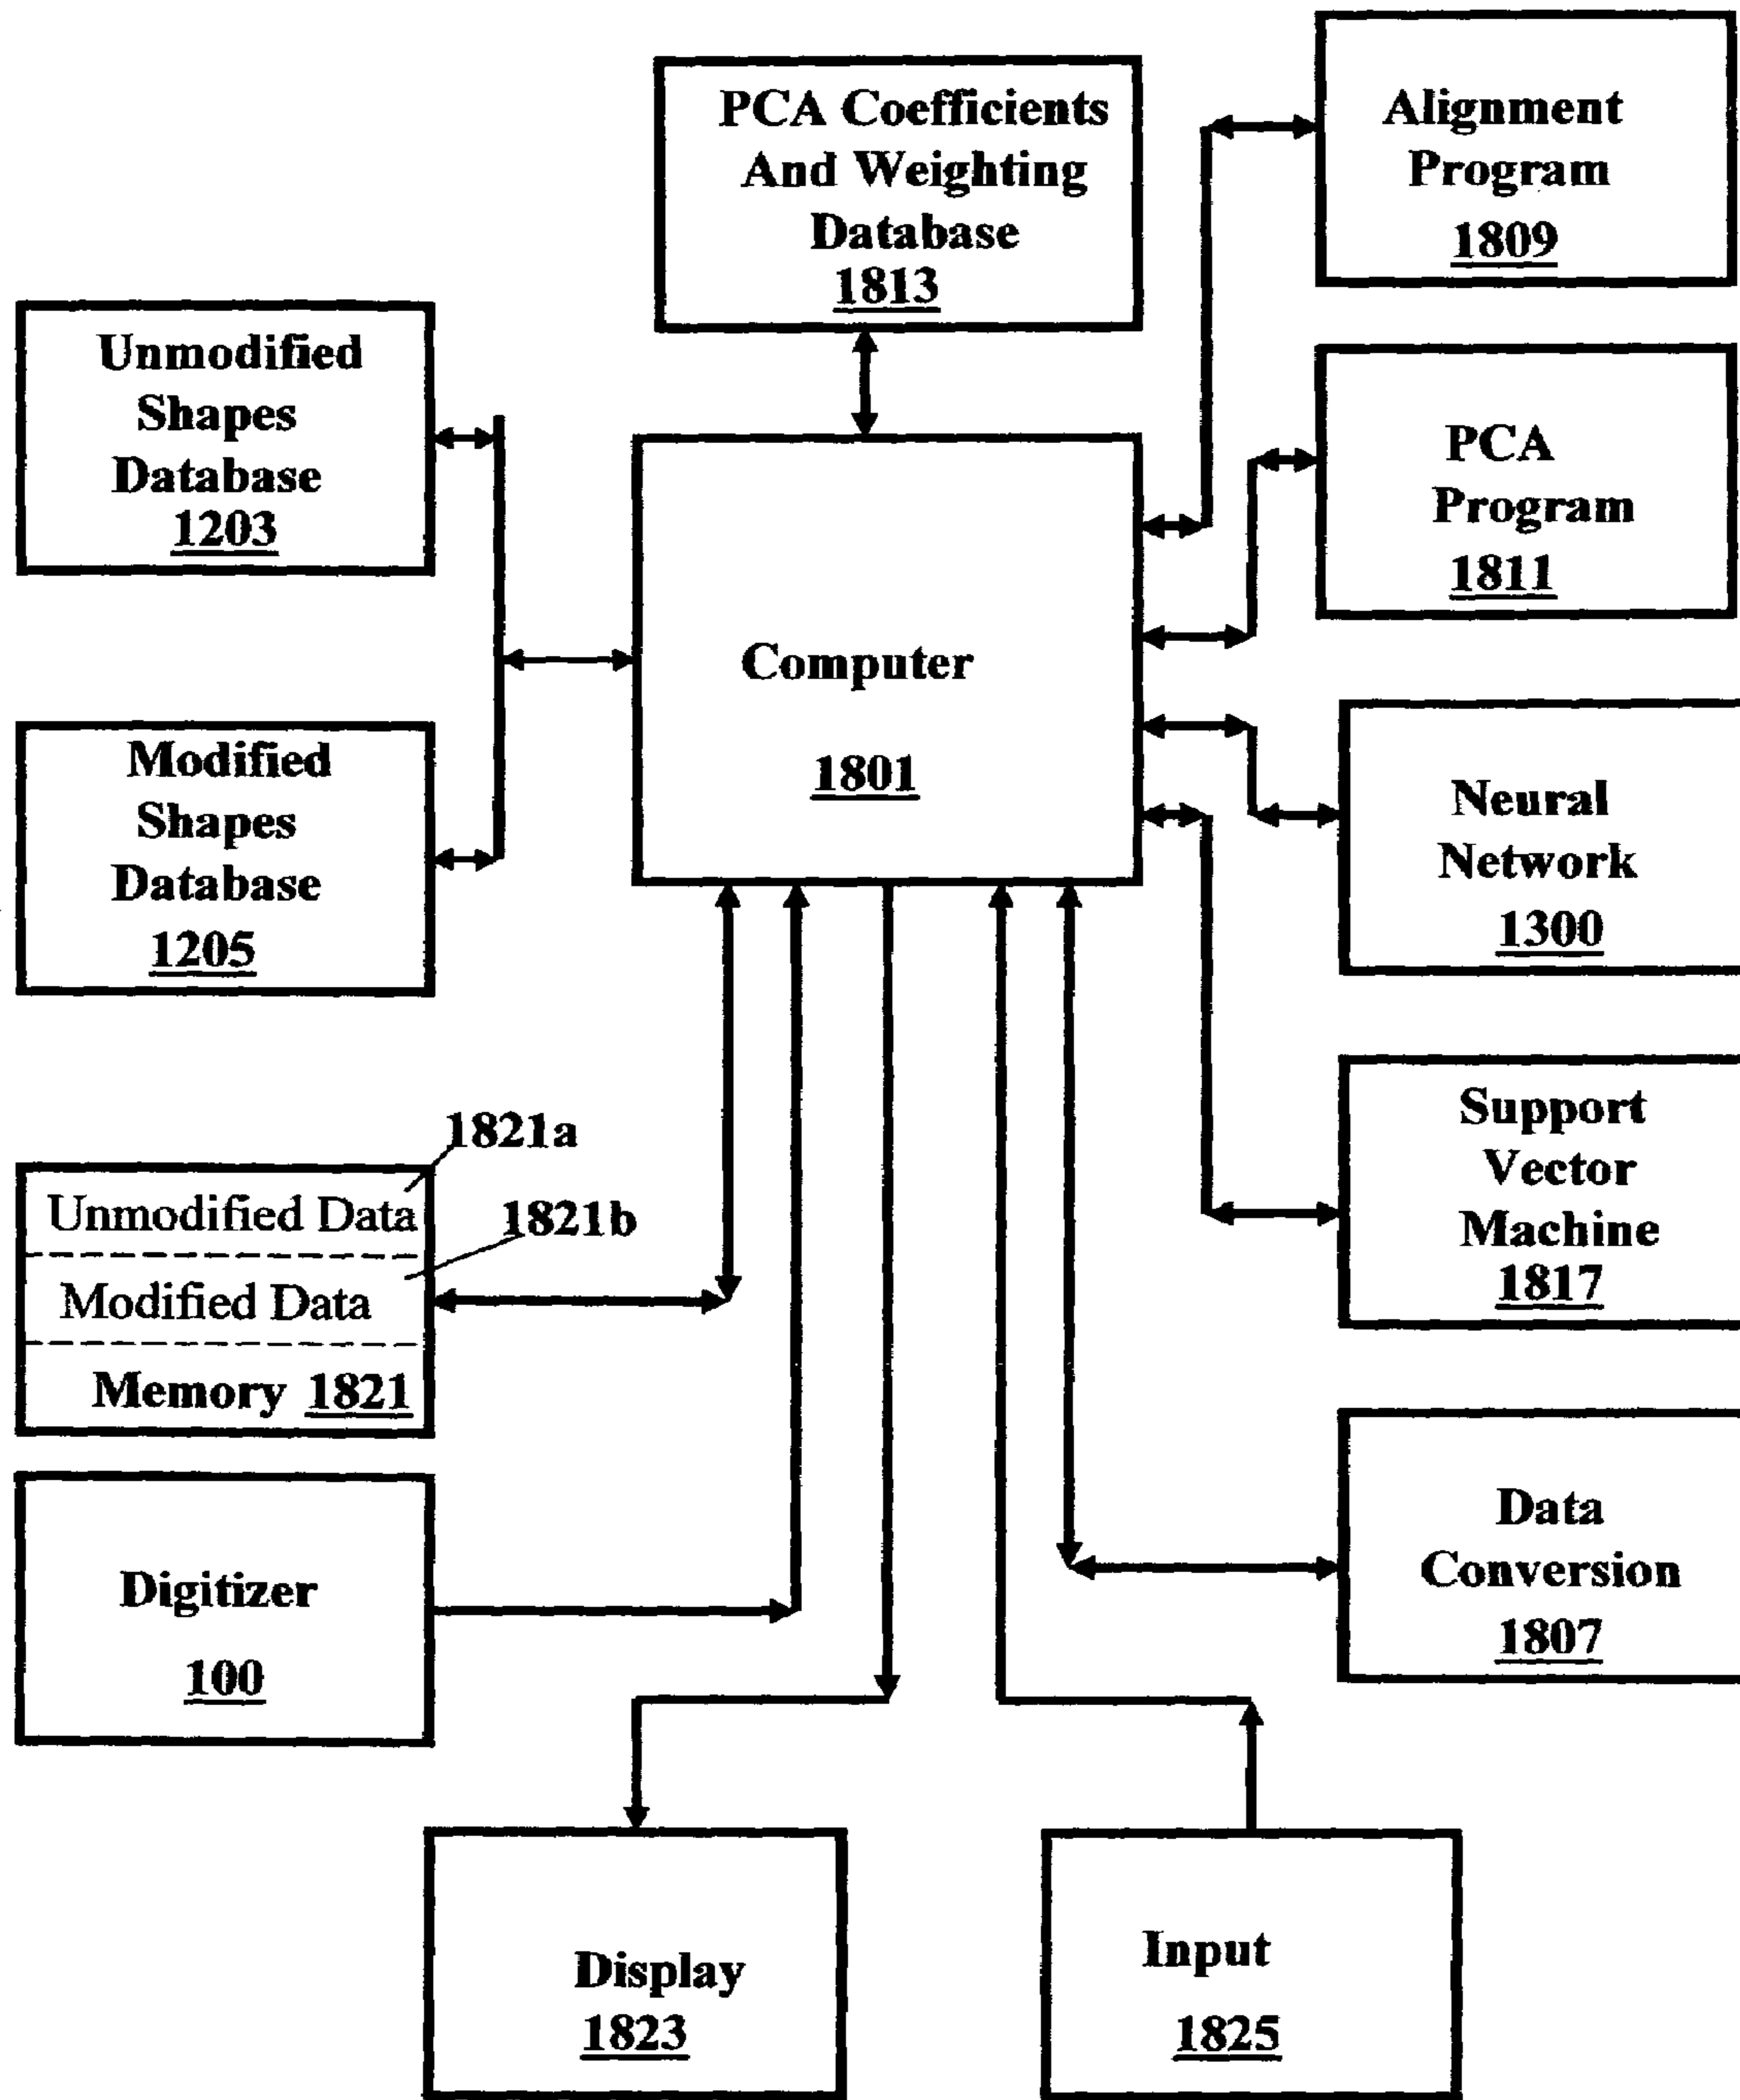 PCA Coefficients
And Weighting
Database
1813
Alignment
Program
1809
Unmodified
Shapes
Database
1203
PCA
Program
1811
Computer
1801
Modified
Shapes
Database
1205
Neural
Network
1300
1821a
Unmodified Data
1821b
Modified Data
Memory 1821
Support
Vector
Machine
1817
Digitizer
100
Data
Conversion
1807
Display
1823
Input
1825